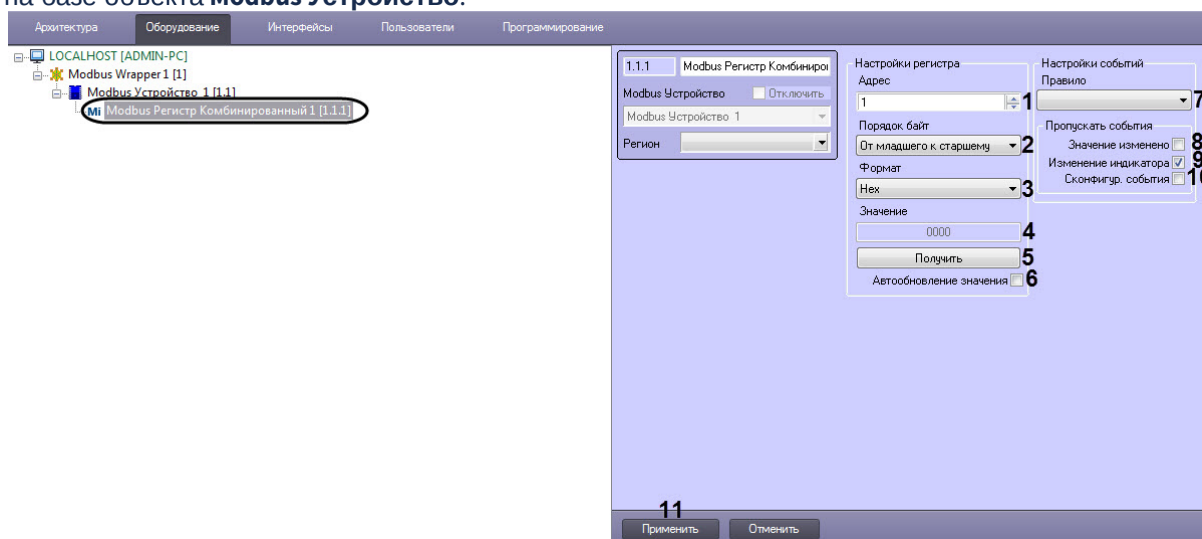 на базе объекта Modbus Устройство.
Архитектура Оборудование Интерфейсы Пользователи Программирование
LOCALHOST [ADMIN-PC]
Modbus Wrapper 1 [1]
Modbus Устройство 1 [1.1]
Mi Modbus Регистр Комбинированный 1 [1.1.1]
1.1.1 Modbus Регистр Комбиниро
Modbus Устройство Отключить
Modbus Устройство 1
Регион
Настройки регистра
Адрес
1 1
Порядок байт
От младшего к старшему 2
Формат
Hex 3
Значение
0000 4
Получить 5
Автообновление значения 6
Настройки событий
Правило
7
Пропускать события
Значение изменено 8
Изменение индикатора 9
Сконфигур. события 10
11
Применить Отменить